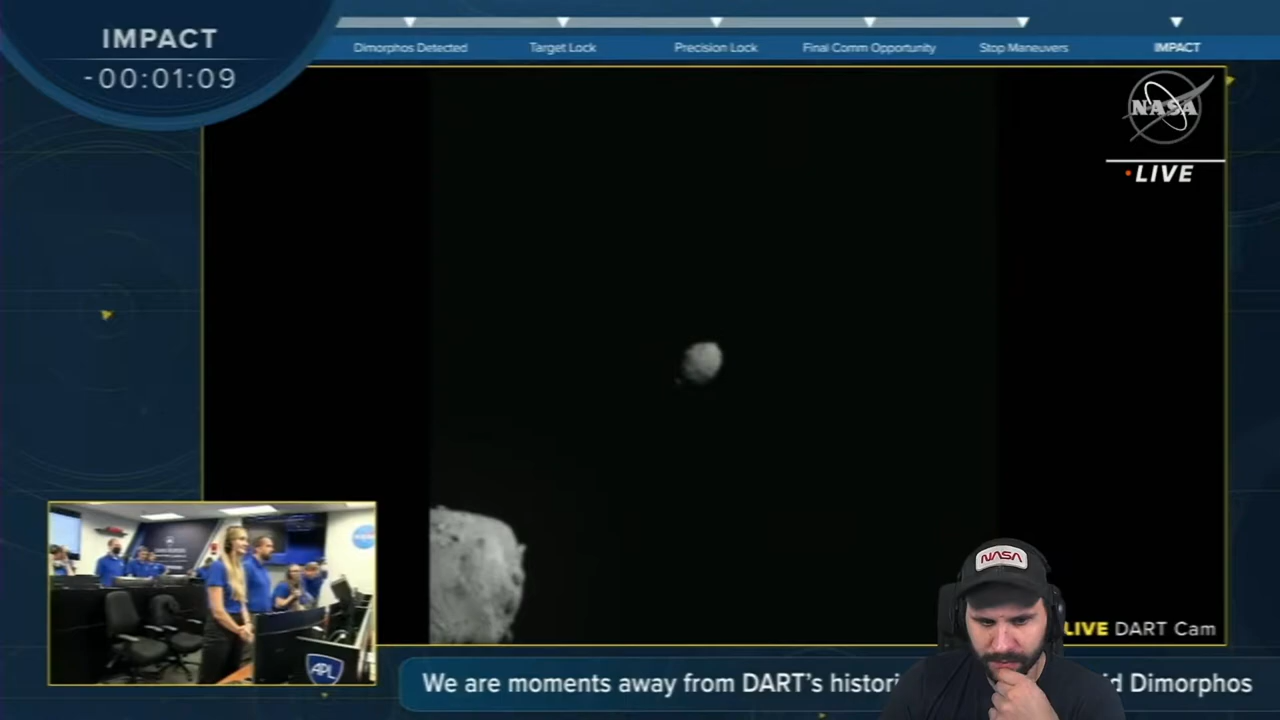 IMPACT
-00:01:09
Dimorphos Detected
Target Lock
Precision Lock
Final Comm Opportunity
Stop Maneuvers
IMPACT
NASA
LIVE
APL
NASA
LIVE DART Cam
We are moments away from DART's histori
d Dimorphos